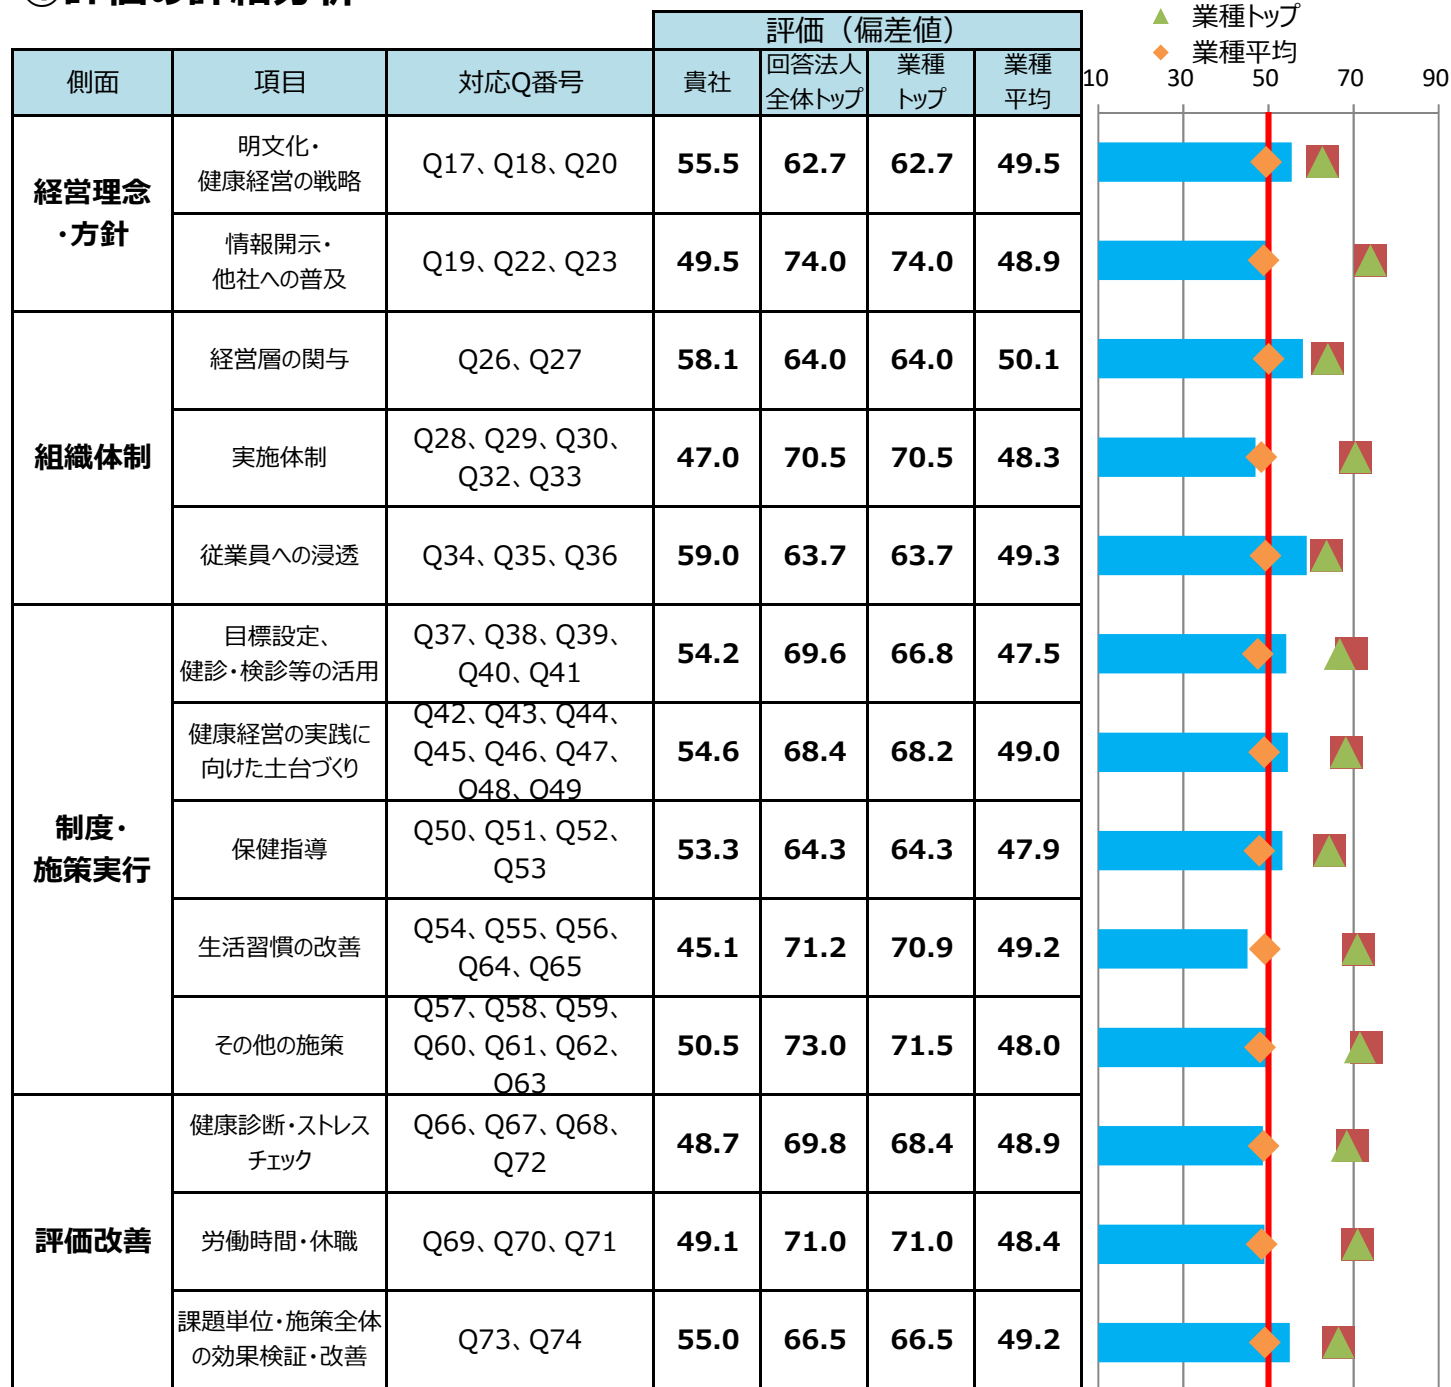 ①評価の詳細分析
▲ 業種トップ
◆ 業種平均
評価（偏差値）
側面 項目 対応Q番号 貴社 回答法人全体トップ 業種トップ 業種平均
10 30 50 70 90
経営理念・方針
明文化・健康経営の戦略 Q17、Q18、Q20 55.5 62.7 62.7 49.5
情報開示・他社への普及 Q19、Q22、Q23 49.5 74.0 74.0 48.9
組織体制
経営層の関与 Q26、Q27 58.1 64.0 64.0 50.1
実施体制 Q28、Q29、Q30、Q32、Q33 47.0 70.5 70.5 48.3
従業員への浸透 Q34、Q35、Q36 59.0 63.7 63.7 49.3
制度・施策実行
目標設定、健診・検診等の活用 Q37、Q38、Q39、Q40、Q41 54.2 69.6 66.8 47.5
健康経営の実践に向けた土台づくり Q42、Q43、Q44、Q45、Q46、Q47、Q48、Q49 54.6 68.4 68.2 49.0
保健指導 Q50、Q51、Q52、Q53 53.3 64.3 64.3 47.9
生活習慣の改善 Q54、Q55、Q56、Q64、Q65 45.1 71.2 70.9 49.2
その他の施策 Q57、Q58、Q59、Q60、Q61、Q62、Q63 50.5 73.0 71.5 48.0
評価改善
健康診断・ストレスチェック Q66、Q67、Q68、Q72 48.7 69.8 68.4 48.9
労働時間・休職 Q69、Q70、Q71 49.1 71.0 71.0 48.4
課題単位・施策全体の効果検証・改善 Q73、Q74 55.0 66.5 66.5 49.2